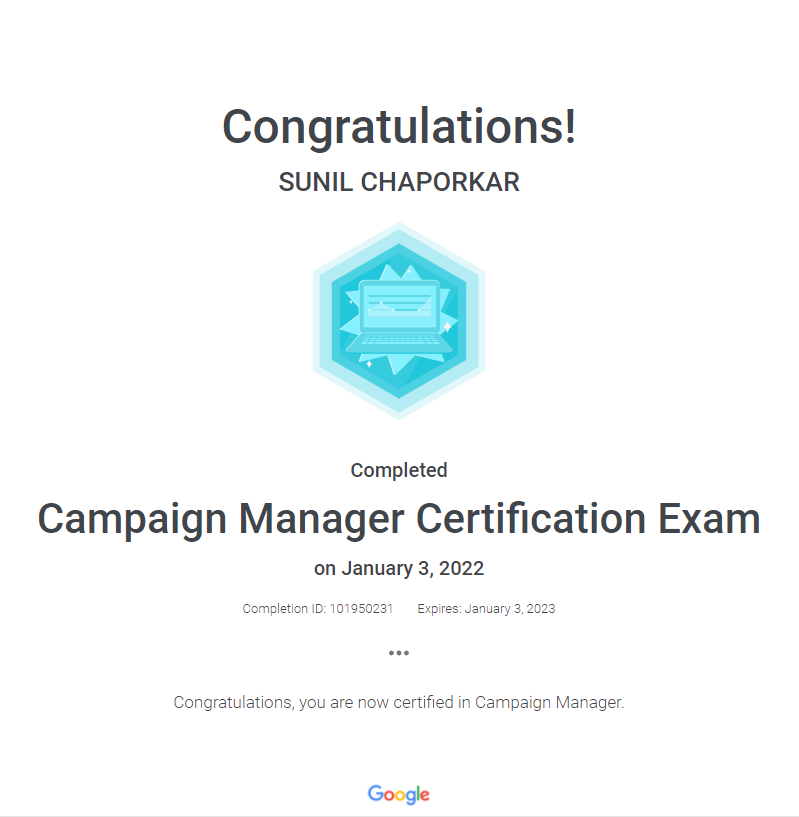 Congratulations!
SUNIL CHAPORKAR
Completed
Campaign Manager Certification Exam
on January 3, 2022
Completion ID: 101950231 Expires: January 3, 2023
•••
Congratulations, you are now certified in Campaign Manager.
Google